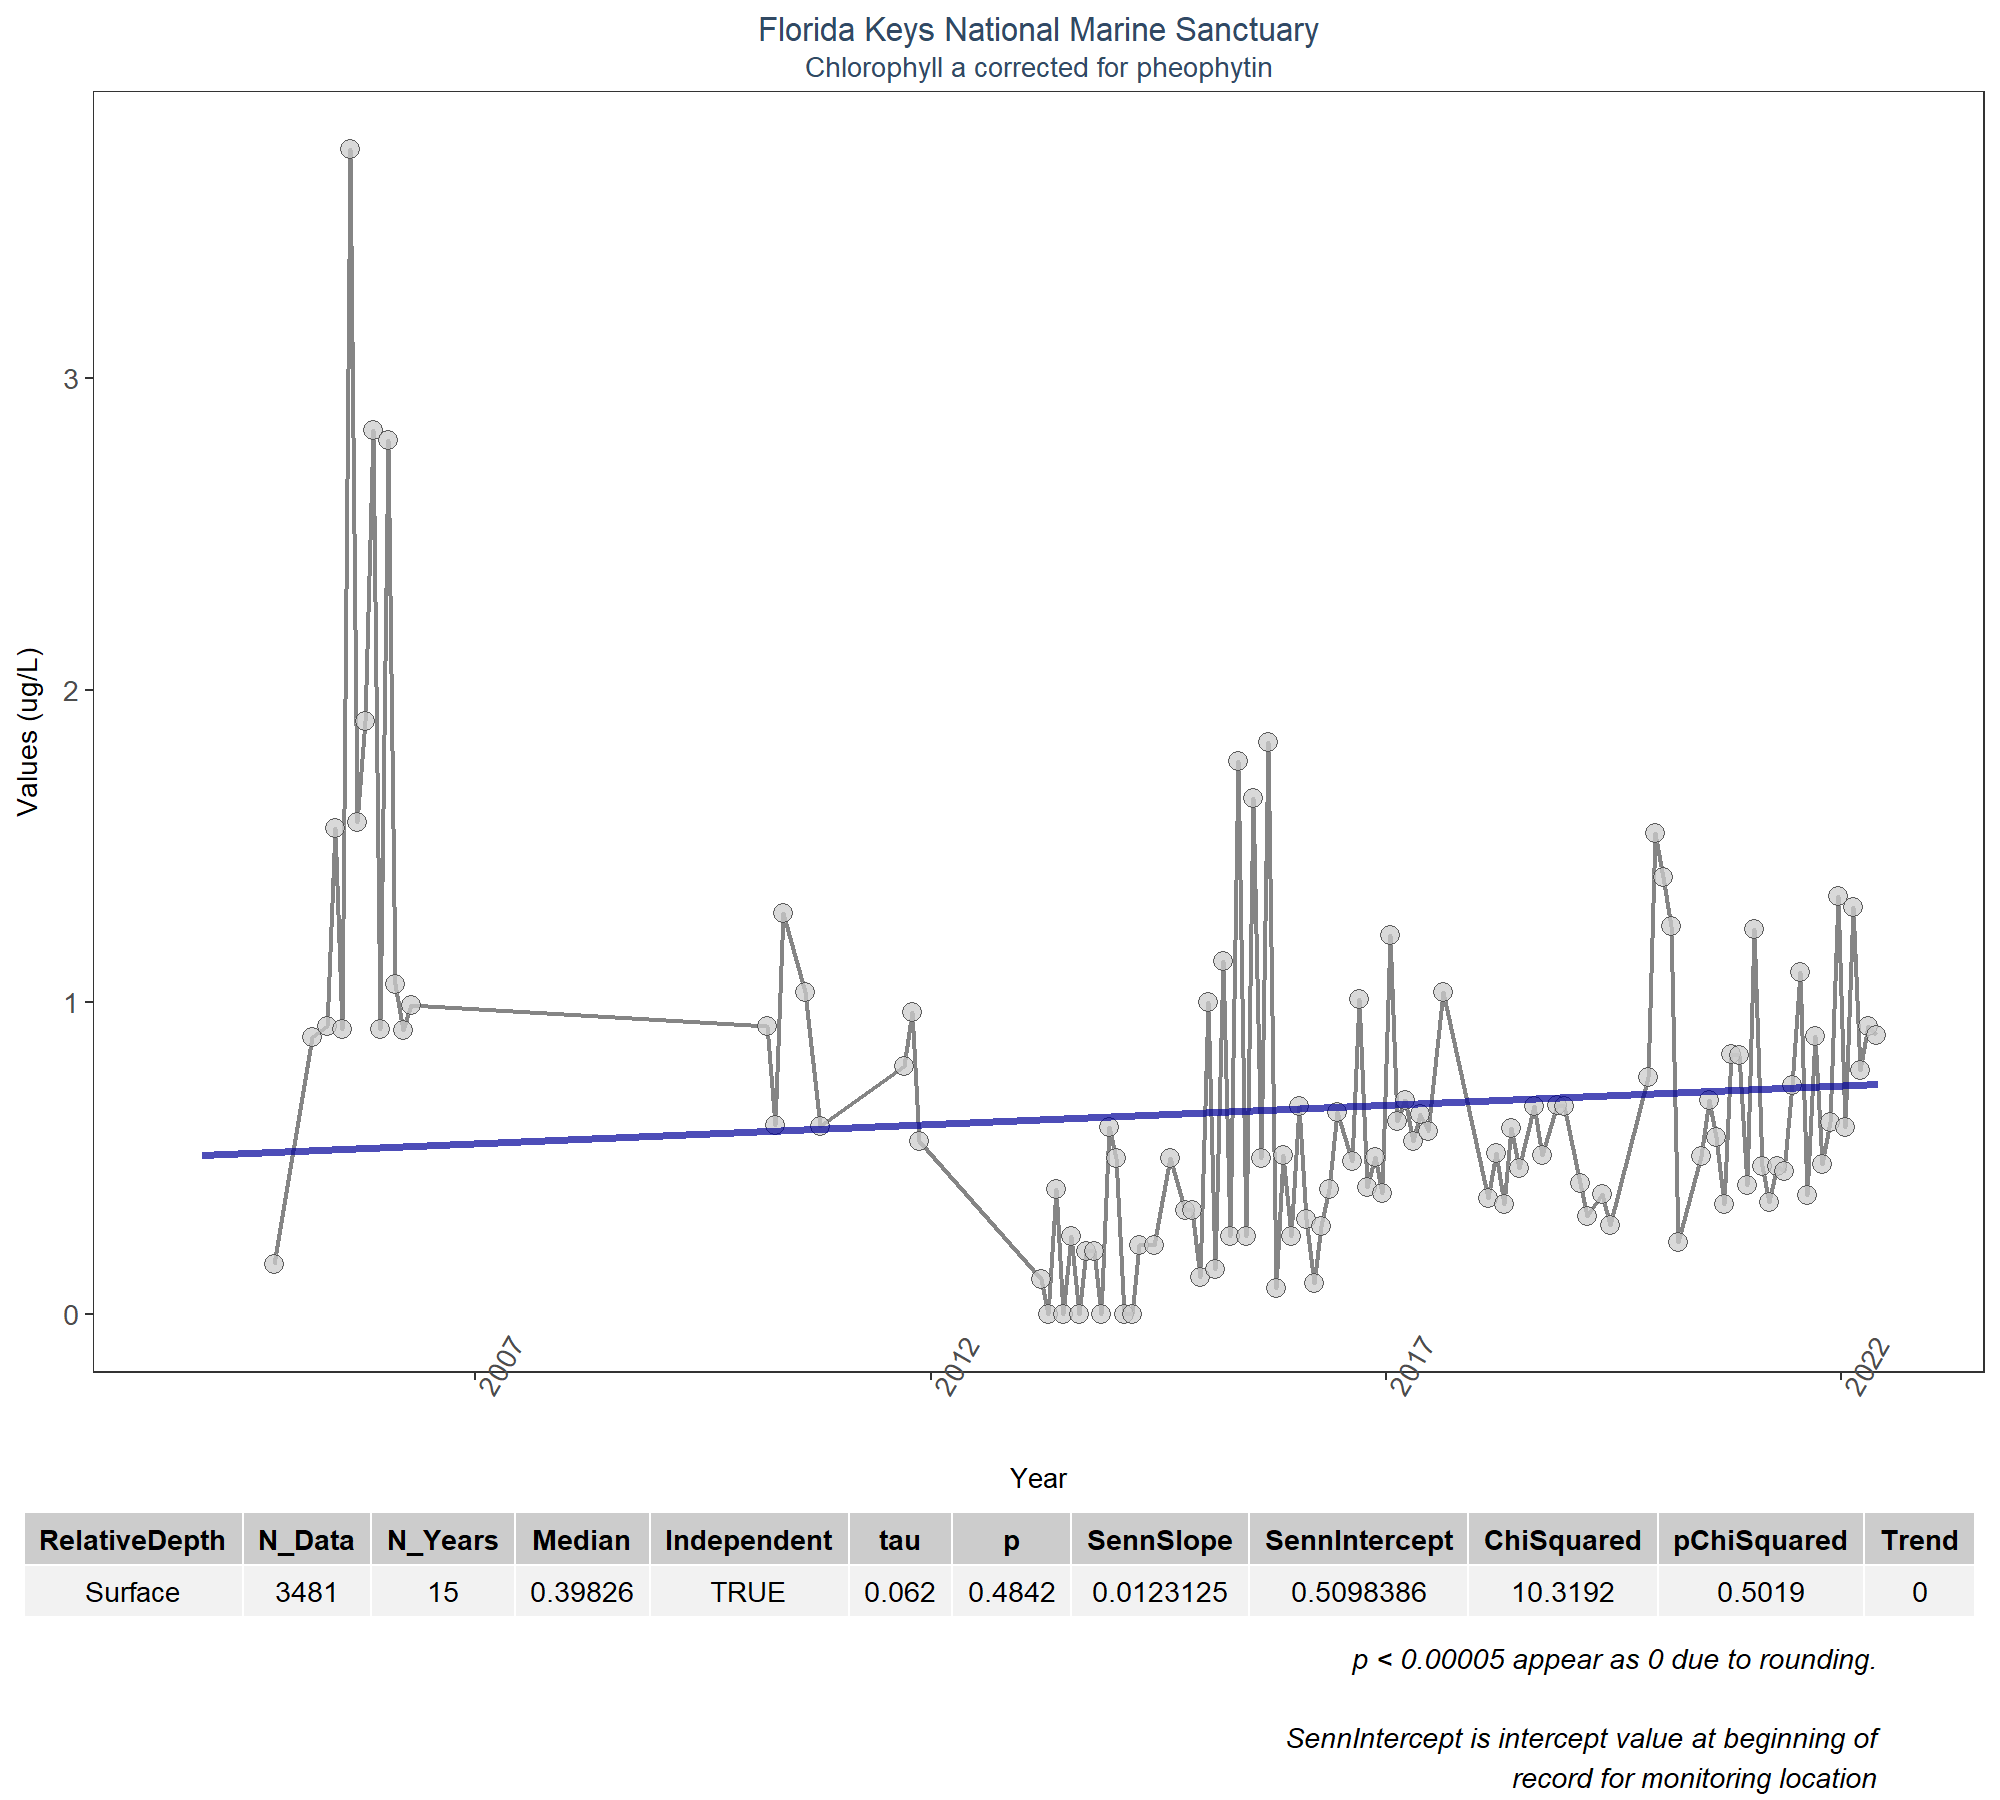 Florida Keys National Marine Sanctuary
Chlorophyll a corrected for pheophytin
Values (ug/L)
3
2
1
0
2007
2012
2017
2022
Year
RelativeDepth N_Data N_Years Median Independent tau p SennSlope SennIntercept ChiSquared pChiSquared Trend
Surface 3481 15 0.39826 TRUE 0.062 0.4842 0.0123125 0.5098386 10.3192 0.5019 0
p < 0.00005 appear as 0 due to rounding.
SennIntercept is intercept value at beginning of
record for monitoring location